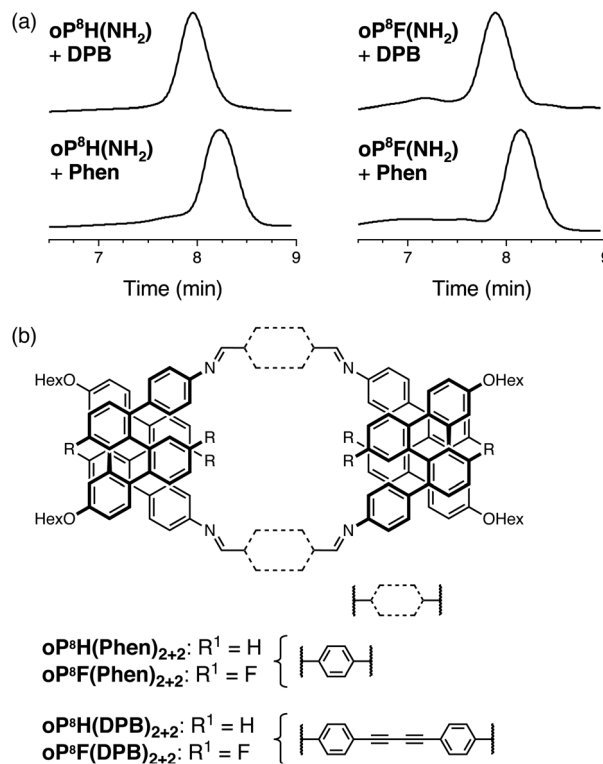 (a)
oP⁸H(NH₂)
+ DPB
oP⁸F(NH₂)
+ DPB
oP⁸H(NH₂)
+ Phen
oP⁸F(NH₂)
+ Phen
7 8 9
7 8 9
Time (min)
Time (min)
(b)
N N
HexO OHex
R R R R
R R
HexO OHex
N N
oP⁸H(Phen)₂₊₂: R¹ = H
oP⁸F(Phen)₂₊₂: R¹ = F
oP⁸H(DPB)₂₊₂: R¹ = H
oP⁸F(DPB)₂₊₂: R¹ = F